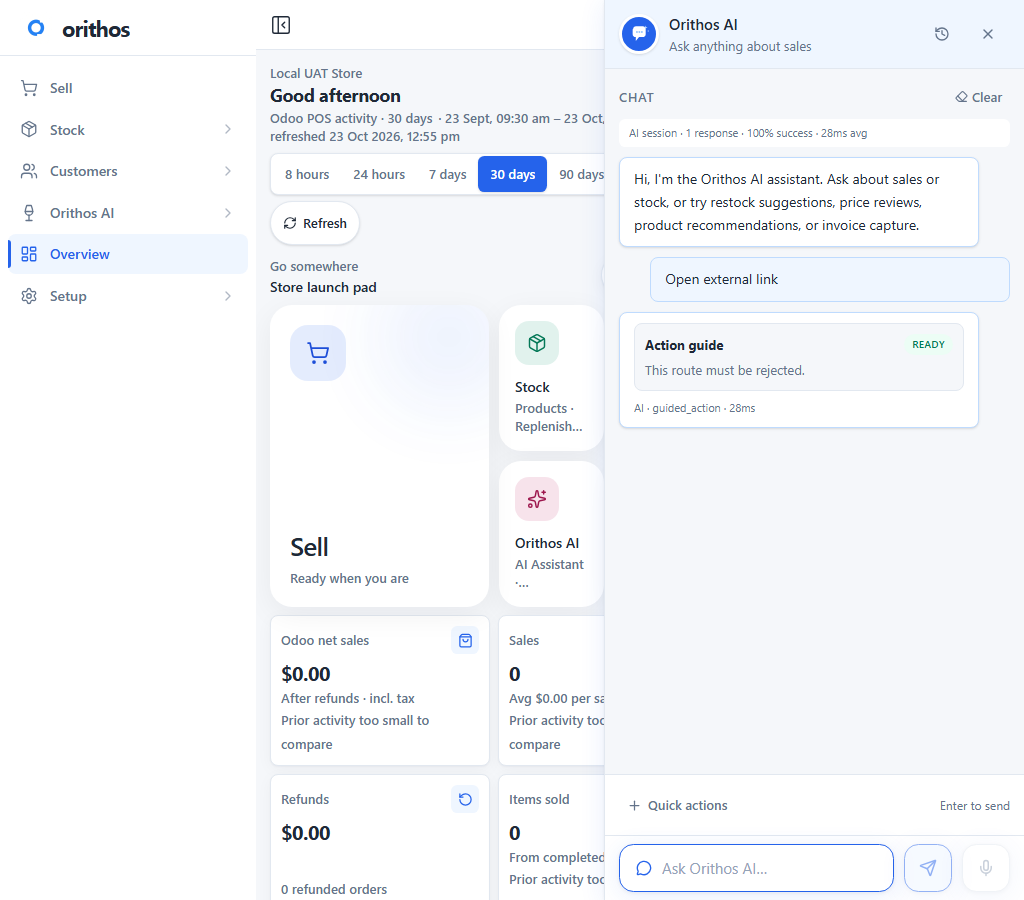 orithos
Sell
Stock
Customers
Orithos AI
Overview
Setup
Local UAT Store
Good afternoon
Odoo POS activity · 30 days · 23 Sept, 09:30 am – 23 Oct,
refreshed 23 Oct 2026, 12:55 pm
8 hours 24 hours 7 days 30 days 90 days
Refresh
Go somewhere
Store launch pad
Sell
Ready when you are
Stock
Products ·
Replenish...
Orithos AI
AI Assistant
·...
Odoo net sales
$0.00
After refunds · incl. tax
Prior activity too small to
compare
Sales
0
Avg $0.00 per sa
Prior activity too
compare
Refunds
$0.00
0 refunded orders
Items sold
0
From completed
Prior activity too
Orithos AI
Ask anything about sales
CHAT
Clear
AI session · 1 response · 100% success · 28ms avg
Hi, I'm the Orithos AI assistant. Ask about sales or
stock, or try restock suggestions, price reviews,
product recommendations, or invoice capture.
Open external link
Action guide
READY
This route must be rejected.
AI · guided_action · 28ms
Quick actions
Enter to send
Ask Orithos AI...